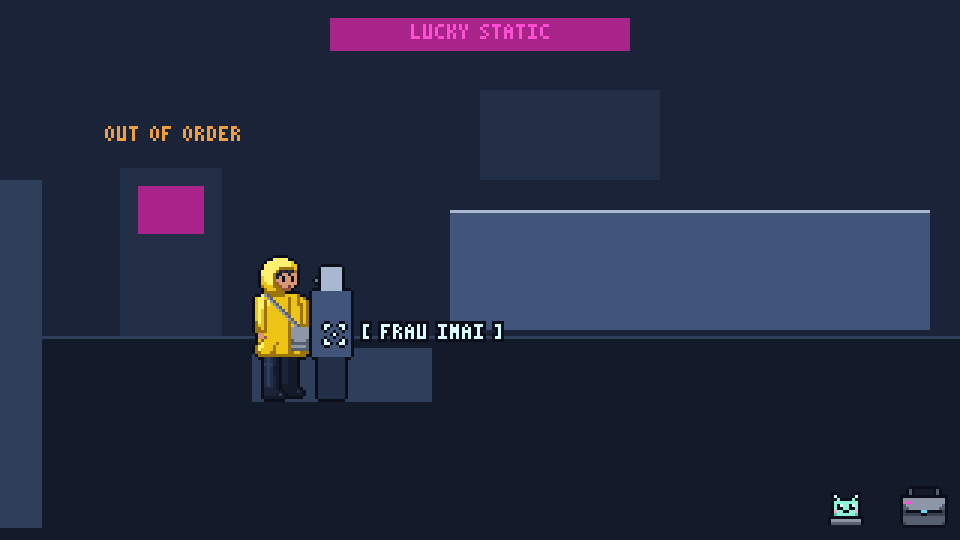 LUCKY STATIC
OUT OF ORDER
[ FRAU IMAI ]